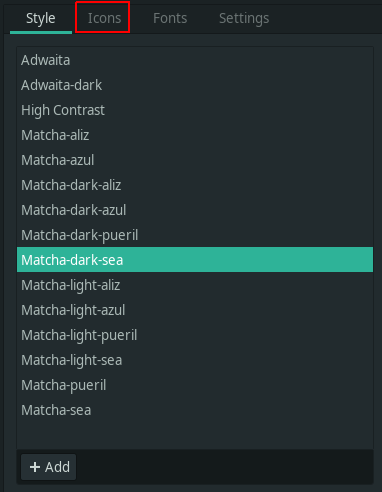 Style Icons Fonts Settings
Adwaita
Adwaita-dark
High Contrast
Matcha-aliz
Matcha-azul
Matcha-dark-aliz
Matcha-dark-azul
Matcha-dark-pueril
Matcha-dark-sea
Matcha-light-aliz
Matcha-light-azul
Matcha-light-pueril
Matcha-light-sea
Matcha-pueril
Matcha-sea
+ Add